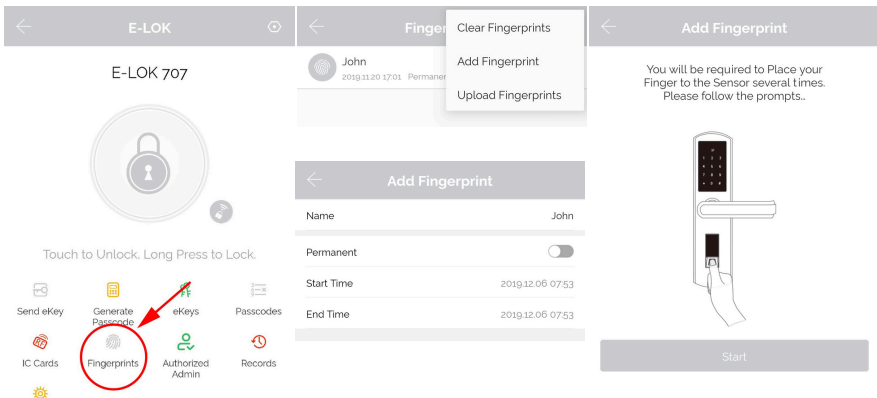 E-LOK
E-LOK 707
Touch to Unlock. Long Press to Lock.
Send eKey
Generate
Passcode
eKeys
Passcodes
IC Cards
Fingerprints
Authorized
Admin
Records
Finger
Clear Fingerprints
Add Fingerprint
Upload Fingerprints
John
2019.11.20 17:01 Permaner
Add Fingerprint
Name John
Permanent
Start Time 2019.12.06 07:53
End Time 2019.12.06 07:53
Add Fingerprint
You will be required to Place your
Finger to the Sensor several times.
Please follow the prompts..
Start